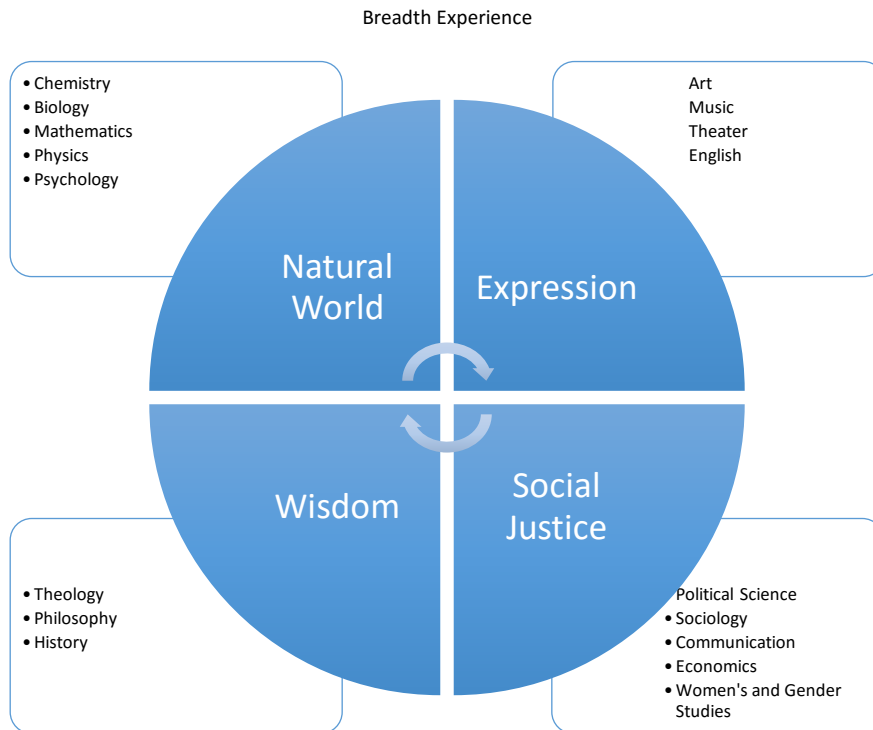 Breadth Experience
• Chemistry
• Biology
• Mathematics
• Physics
• Psychology
Art
Music
Theater
English
Natural
World
Expression
Wisdom
Social
Justice
• Theology
• Philosophy
• History
Political Science
• Sociology
• Communication
• Economics
• Women's and Gender
Studies